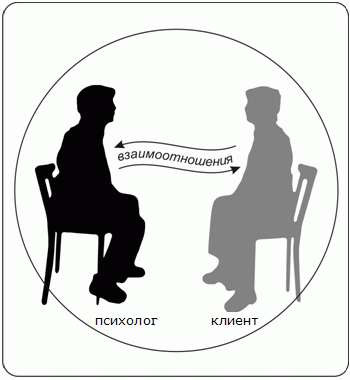 взаимоотношения
психолог клиент